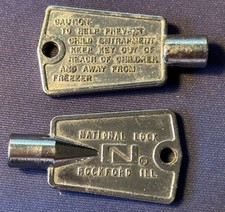 CAUTION:
TO HELP PREVENT
CHILD ENTRAPMENT,
KEEP KEY OUT OF
REACH OF CHILDREN
AND AWAY FROM
FREEZER
NATIONAL LOCK
N
ROCKFORD ILL.